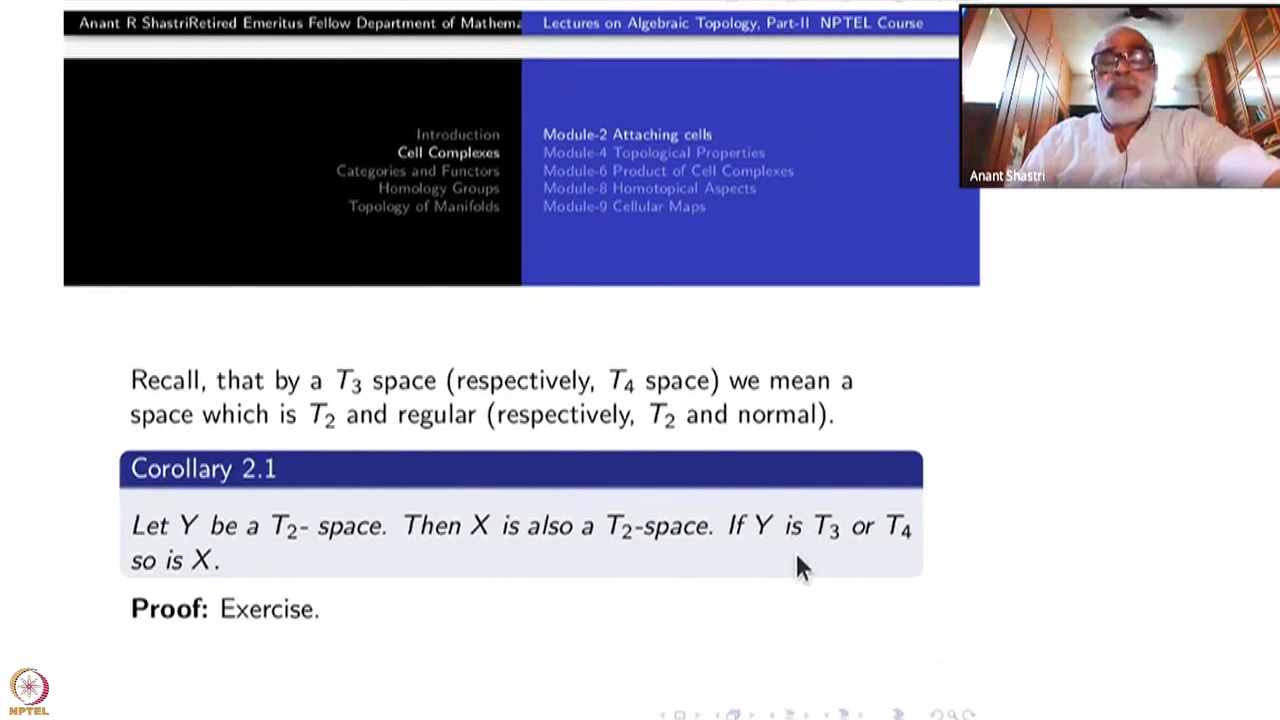 Anant R ShastriRetired Emeritus Fellow Department of Mathema
Lectures on Algebraic Topology, Part-II NPTEL Course
Introduction
Cell Complexes
Categories and Functors
Homology Groups
Topology of Manifolds
Module-2 Attaching cells
Module-4 Topological Properties
Module-6 Product of Cell Complexes
Module-8 Homotopical Aspects
Module-9 Cellular Maps
Anant Shastri
Recall, that by a T₃ space (respectively, T₄ space) we mean a
space which is T₂ and regular (respectively, T₂ and normal).
Corollary 2.1
Let Y be a T₂- space. Then X is also a T₂-space. If Y is T₃ or T₄
so is X.
Proof: Exercise.
NPTEL